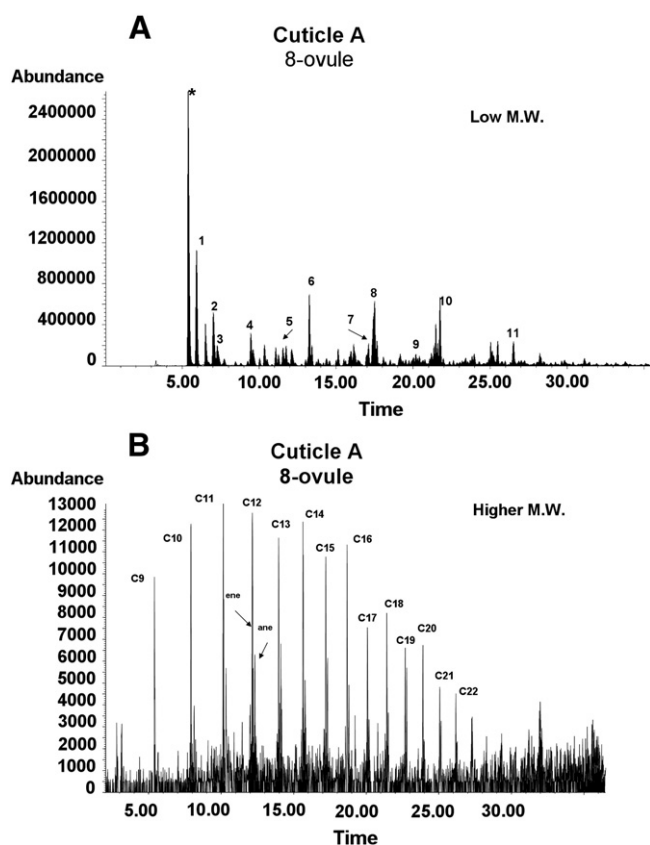 A
Cuticle A
8-ovule
Abundance
Low M.W.
2400000
2000000
1600000
1200000
800000
400000
0
*
1
2
3
4
5
6
7
8
9
10
11
5.00 10.00 15.00 20.00 25.00 30.00
Time
B
Cuticle A
8-ovule
Abundance
Higher M.W.
13000
12000
11000
10000
9000
8000
7000
6000
5000
4000
3000
2000
1000
0
C9
C10
C11
C12
C13
C14
C15
C16
C17
C18
C19
C20
C21
C22
ene
ane
5.00 10.00 15.00 20.00 25.00 30.00
Time